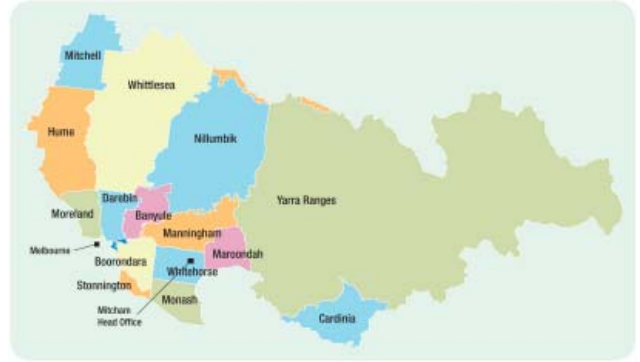 Mitchell
Whittlesea
Hume
Nillumbik
Darebin
Yarra Ranges
Moreland
Banyule
Manningham
Melbourne
Maroondah
Boorondara
Whitehorse
Stonnington
Monash
Mitcham
Head Office
Cardinia